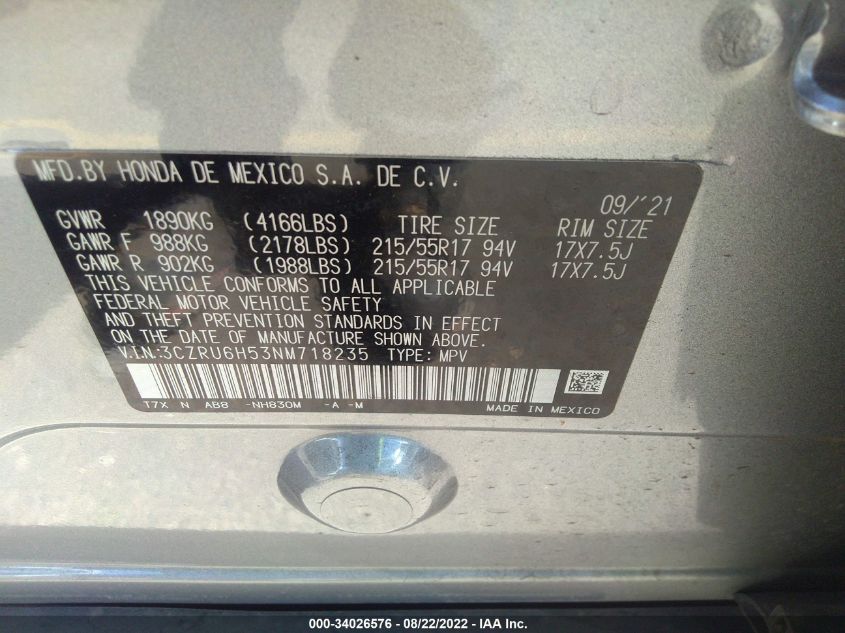 MFD.BY HONDA DE MEXICO S.A. DE C.V.
09/'21
GVWR 1890KG (4166LBS) TIRE SIZE RIM SIZE
GAWR F 988KG (2178LBS) 215/55R17 94V 17X7.5J
GAWR R 902KG (1988LBS) 215/55R17 94V 17X7.5J
THIS VEHICLE CONFORMS TO ALL APPLICABLE
FEDERAL MOTOR VEHICLE SAFETY
AND THEFT PREVENTION STANDARDS IN EFFECT
ON THE DATE OF MANUFACTURE SHOWN ABOVE.
V.I.N:3CZRU6H53NM718235 TYPE: MPV
T7X N AB8 -NH830M -A -M MADE IN MEXICO
000-34026576 - 08/22/2022 - IAA Inc.